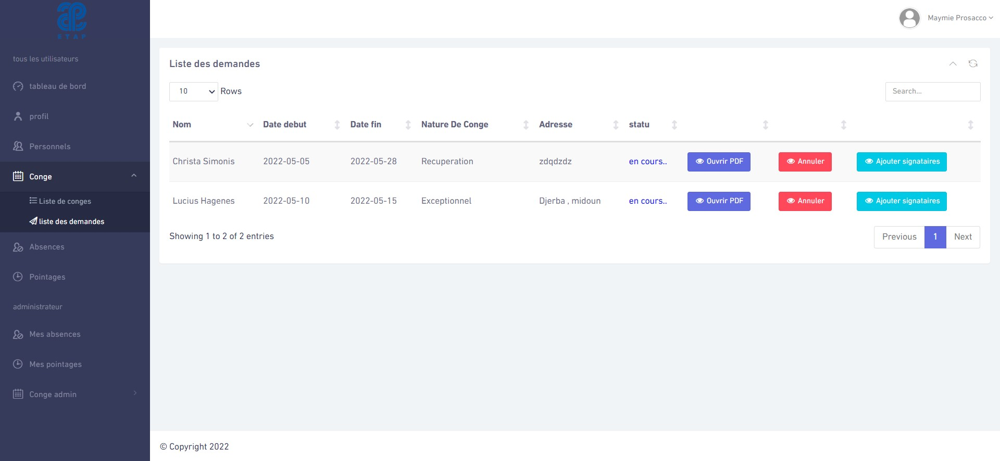 STAP
Maymie Prosacco
tous les utilisateurs
tableau de bord
profil
Personnels
Conge
Liste de conges
liste des demandes
Absences
Pointages
administrateur
Mes absences
Mes pointages
Conge admin
Liste des demandes
10 Rows
Search...
Nom Date debut Date fin Nature De Conge Adresse statu
Christa Simonis 2022-05-05 2022-05-28 Recuperation zdqdzdz en cours.. Ouvrir PDF Annuler Ajouter signataires
Lucius Hagenes 2022-05-10 2022-05-15 Exceptionnel Djerba , midoun en cours.. Ouvrir PDF Annuler Ajouter signataires
Showing 1 to 2 of 2 entries
Previous 1 Next
© Copyright 2022